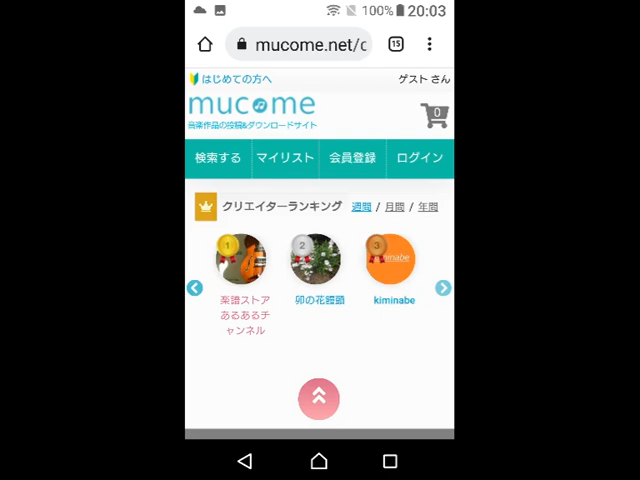 100% 20:03
mucome.net/c 15
はじめての方へ ゲスト さん
mucome 0
音楽作品の投稿&ダウンロードサイト
検索する マイリスト 会員登録 ログイン
クリエイターランキング 週間 / 月間 / 年間
1 2 3
inabe
楽譜ストア 卯の花饅頭 kiminabe
あるあるチ
ャンネル